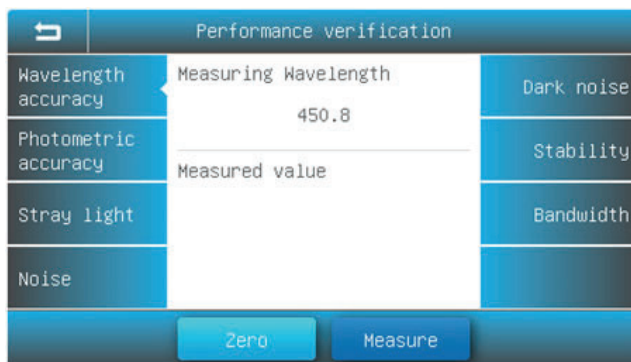 Performance verification
Wavelength
accuracy
Photometric
accuracy
Stray light
Noise
Measuring Wavelength
450.8
Measured value
Dark noise
Stability
Bandwidth
Zero
Measure